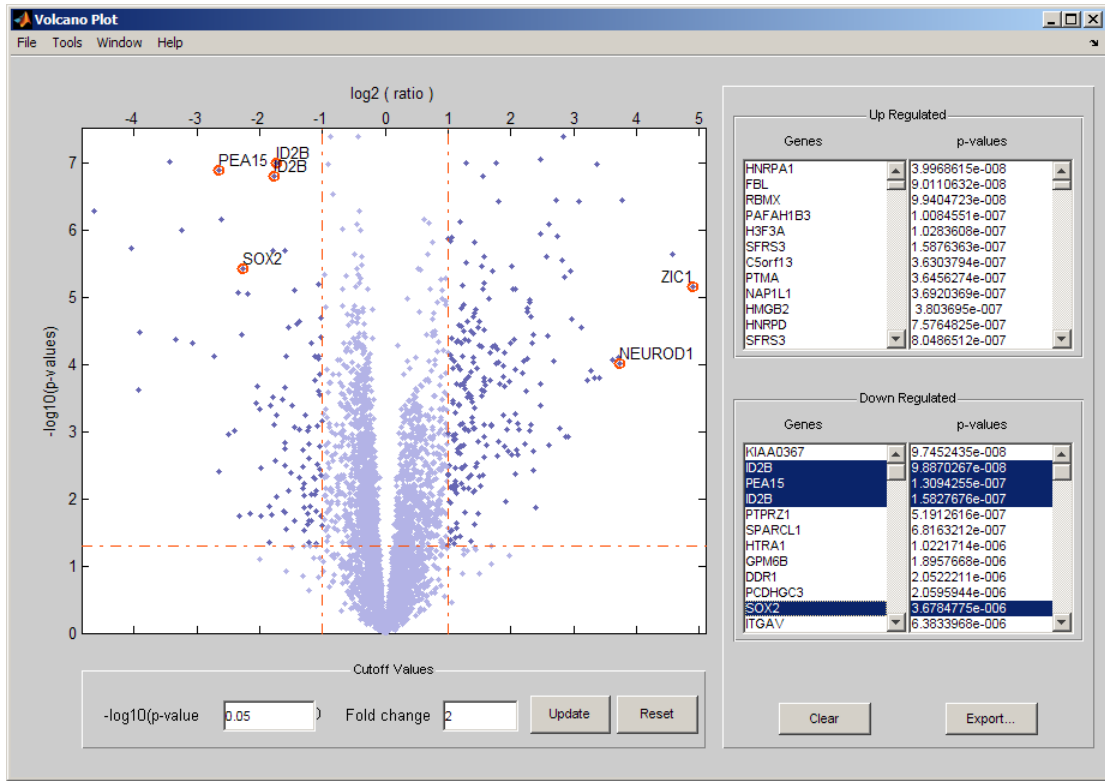 Volcano Plot
File Tools Window Help
log2 ( ratio )
-4 -3 -2 -1 0 1 2 3 4 5
7
6
5
4
3
2
1
0
-log10(p-values)
PEA15
ID2B
ID2B
SOX2
ZIC1
NEUROD1
Cutoff Values
-log10(p-value 0.05 ) Fold change 2 Update Reset
Up Regulated
Genes p-values
HNRPA1 3.9968615e-008
FBL 9.0110632e-008
RBMX 9.9404723e-008
PAFAH1B3 1.0084551e-007
H3F3A 1.0283608e-007
SFRS3 1.5876363e-007
C5orf13 3.6303794e-007
PTMA 3.6456274e-007
NAP1L1 3.6920369e-007
HMGB2 3.803695e-007
HNRPD 7.5764825e-007
SFRS3 8.0486512e-007
Down Regulated
Genes p-values
KIAA0367 9.7452435e-008
ID2B 9.8870267e-008
PEA15 1.3094255e-007
ID2B 1.5827676e-007
PTPRZ1 5.1912616e-007
SPARCL1 6.8163212e-007
HTRA1 1.0221714e-006
GPM6B 1.8957668e-006
DDR1 2.0522211e-006
PCDHGC3 2.0595944e-006
SOX2 3.6784775e-006
ITGAV 6.3833968e-006
Clear Export...